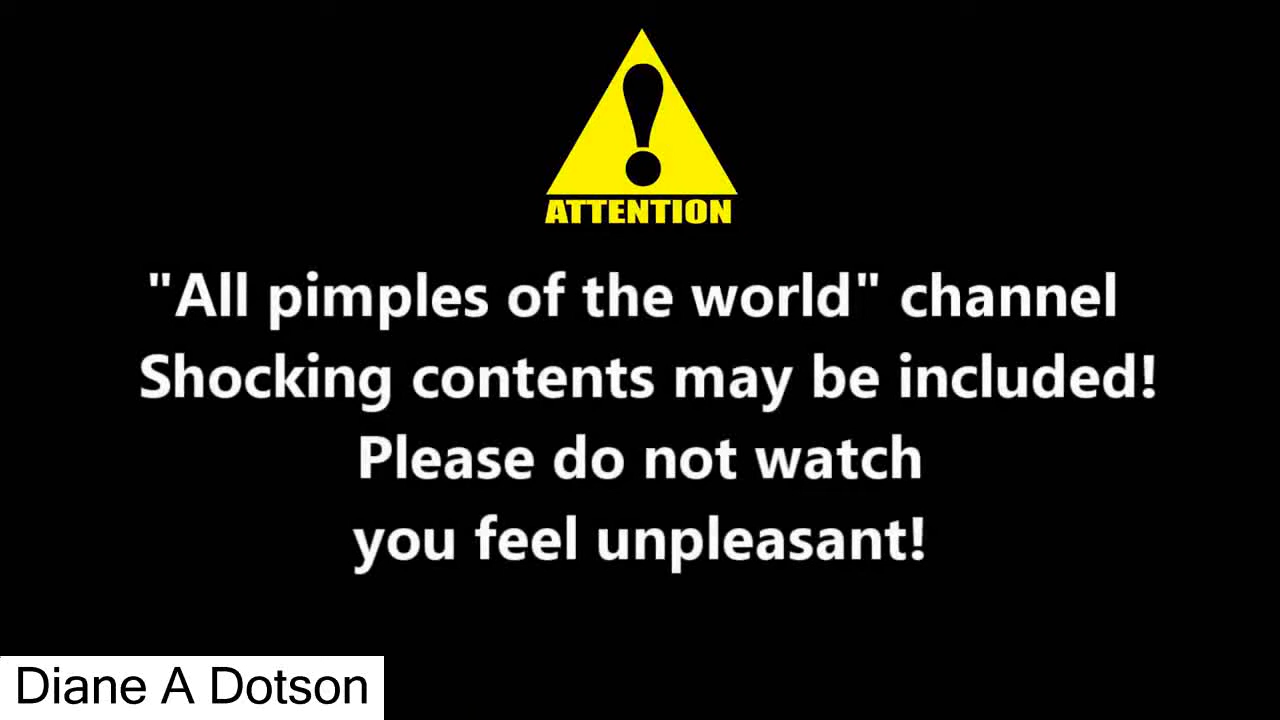 ATTENTION
"All pimples of the world" channel
Shocking contents may be included!
Please do not watch
you feel unpleasant!
Diane A Dotson